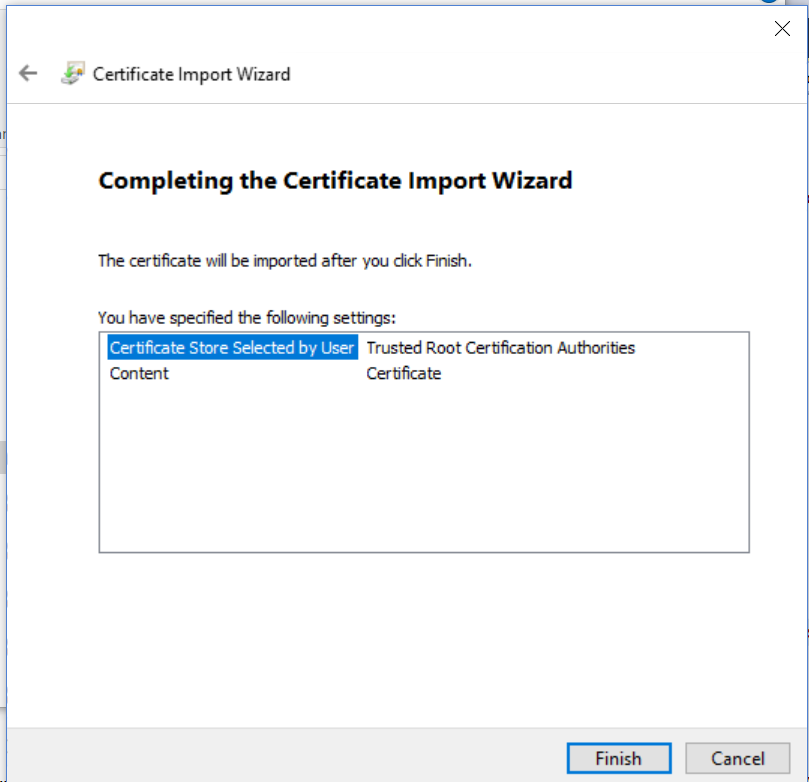 Certificate Import Wizard
Completing the Certificate Import Wizard
The certificate will be imported after you click Finish.
You have specified the following settings:
Certificate Store Selected by User Trusted Root Certification Authorities
Content Certificate
Finish Cancel